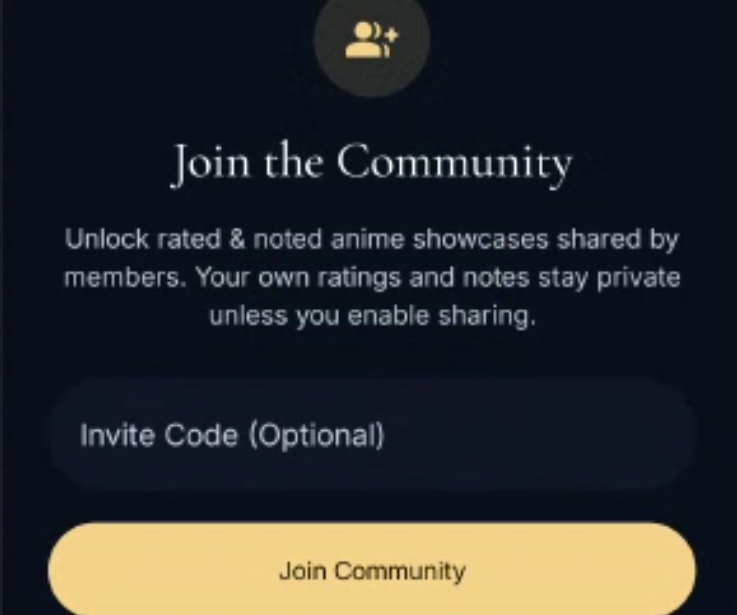 Join the Community
Unlock rated & noted anime showcases shared by
members. Your own ratings and notes stay private
unless you enable sharing.
Invite Code (Optional)
Join Community